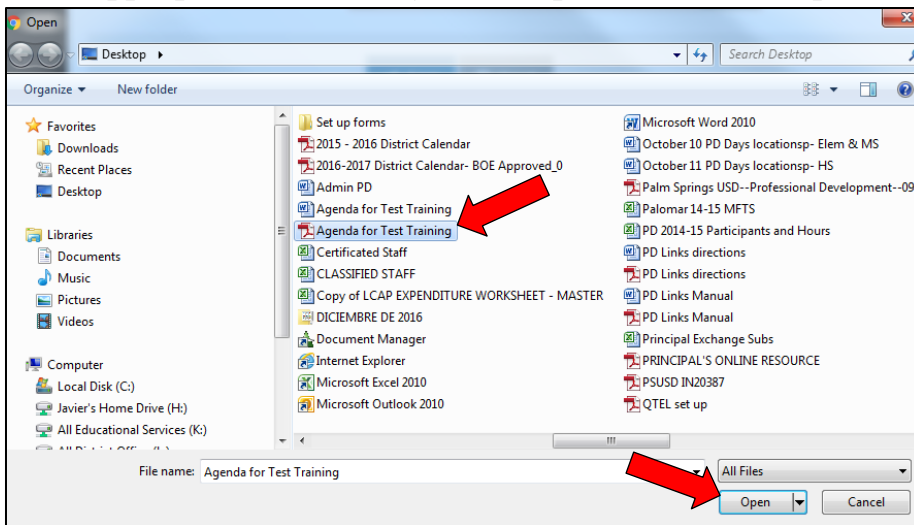 Open
Desktop
Search Desktop
Organize
New folder
Favorites
Downloads
Recent Places
Desktop
Libraries
Documents
Music
Pictures
Videos
Computer
Local Disk (C:)
Javier's Home Drive (H:)
All Educational Services (K:)
Set up forms
2015 - 2016 District Calendar
2016-2017 District Calendar- BOE Approved_0
Admin PD
Agenda for Test Training
Agenda for Test Training
Certificated Staff
CLASSIFIED STAFF
Copy of LCAP EXPENDITURE WORKSHEET - MASTER
DICIEMBRE DE 2016
Document Manager
Internet Explorer
Microsoft Excel 2010
Microsoft Outlook 2010
Microsoft Word 2010
October 10 PD Days locationsp- Elem & MS
October 11 PD Days locationsp- HS
Palm Springs USD--Professional Development--09
Palomar 14-15 MFTS
PD 2014-15 Participants and Hours
PD Links directions
PD Links directions
PD Links Manual
PD Links Manual
Principal Exchange Subs
PRINCIPAL'S ONLINE RESOURCE
PSUSD IN20387
QTEL set up
File name: Agenda for Test Training
All Files
Open
Cancel